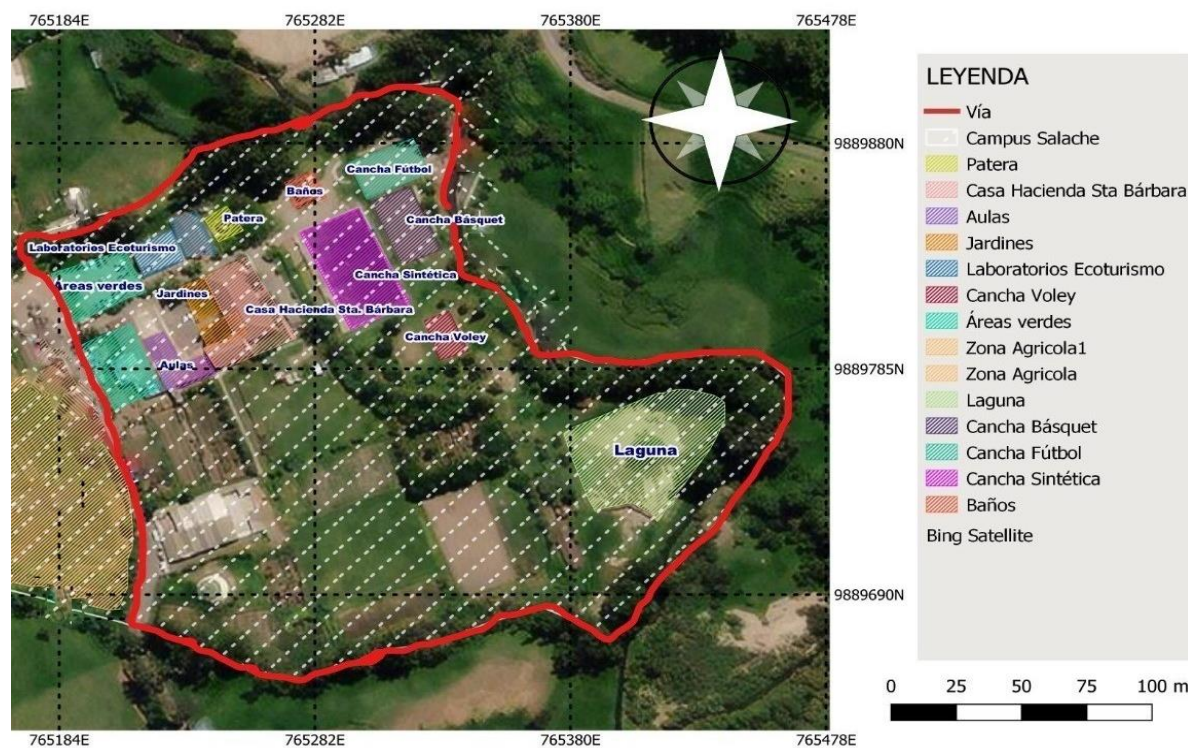 765184E 765282E 765380E 765478E
9889880N
9889785N
9889690N
Cancha Fútbol
Baños
Patera
Cancha Básquet
Laboratorios Ecoturismo
Cancha Sintética
Áreas verdes
Jardines
Casa Hacienda Sta. Bárbara
Cancha Voley
Aulas
Laguna
765184E 765282E 765380E 765478E
LEYENDA
Vía
Campus Salache
Patera
Casa Hacienda Sta Bárbara
Aulas
Jardines
Laboratorios Ecoturismo
Cancha Voley
Áreas verdes
Zona Agricola1
Zona Agricola
Laguna
Cancha Básquet
Cancha Fútbol
Cancha Sintética
Baños
Bing Satellite
0 25 50 75 100 m